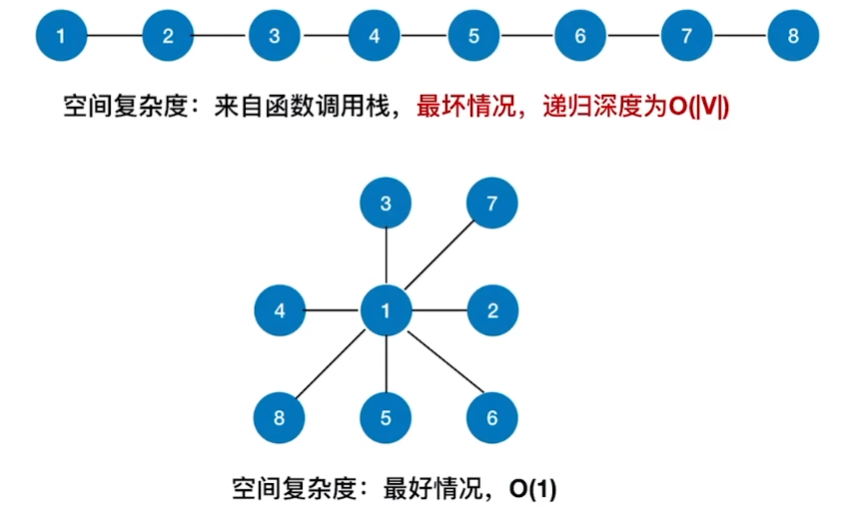 1 2 3 4 5 6 7 8
空间复杂度：来自函数调用栈，最坏情况，递归深度为O(|V|)
3 7
4 1 2
8 5 6
空间复杂度：最好情况，O(1)